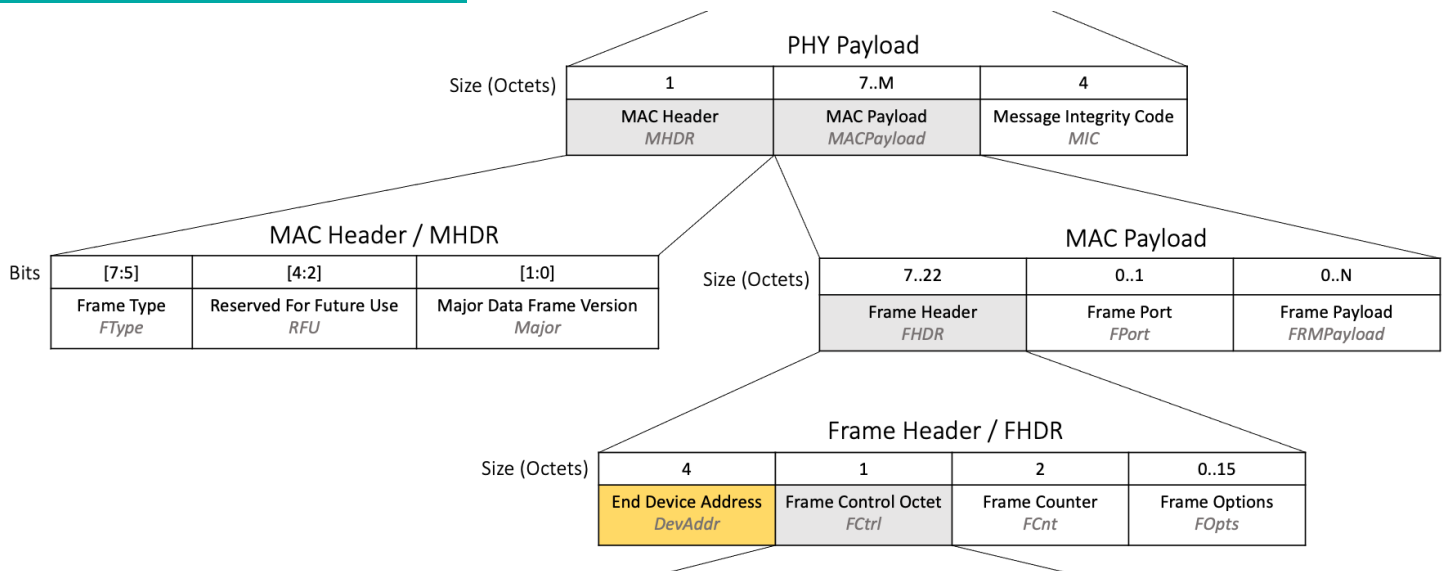 PHY Payload
Size (Octets) 1 7..M 4
MAC Header MAC Payload Message Integrity Code
MHDR MACPayload MIC
MAC Header / MHDR
Bits [7:5] [4:2] [1:0]
Frame Type Reserved For Future Use Major Data Frame Version
FType RFU Major
MAC Payload
Size (Octets) 7..22 0..1 0..N
Frame Header Frame Port Frame Payload
FHDR FPort FRMPayload
Frame Header / FHDR
Size (Octets) 4 1 2 0..15
End Device Address Frame Control Octet Frame Counter Frame Options
DevAddr FCtrl FCnt FOpts